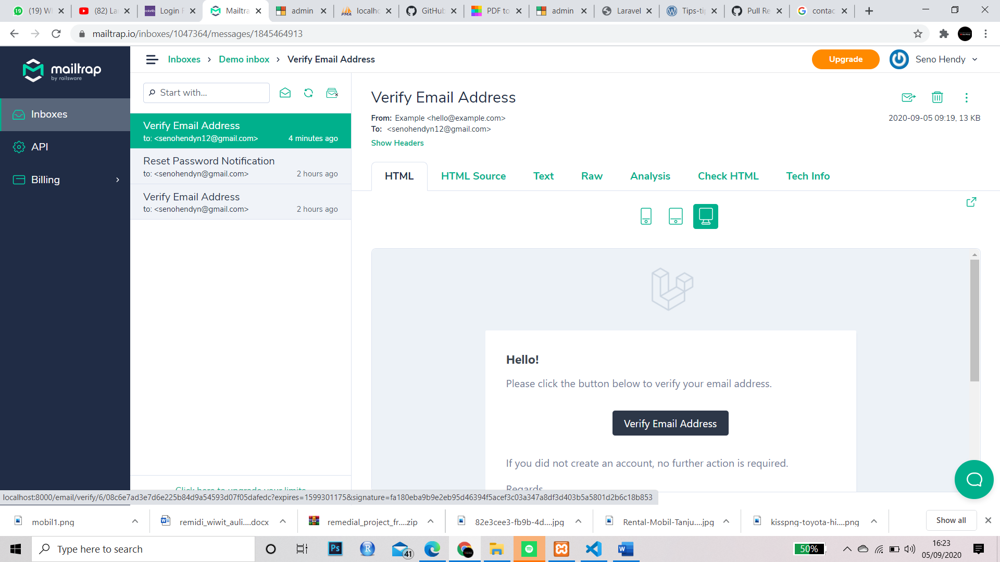 (19) W
(82) La
Login F
Mailtra
admin
localho
GitHub
PDF to
admin
Laravel
Tips-ti
Pull Re
contac
mailtrap.io/inboxes/1047364/messages/1845464913
mailtrap
by railsware
Inboxes
API
Billing
Inboxes > Demo inbox > Verify Email Address
Upgrade
Seno Hendy
Start with...
Verify Email Address
to: <senohendyn12@gmail.com> 4 minutes ago
Reset Password Notification
to: <senohendyn@gmail.com> 2 hours ago
Verify Email Address
to: <senohendyn@gmail.com> 2 hours ago
Click here to upgrade your limits
Verify Email Address
From: Example <hello@example.com>
2020-09-05 09:19, 13 KB
To: <senohendyn12@gmail.com>
Show Headers
HTML HTML Source Text Raw Analysis Check HTML Tech Info
Hello!
Please click the button below to verify your email address.
Verify Email Address
If you did not create an account, no further action is required.
Regards
localhost:8000/email/verify/6/08c6e7ad3e7d6e225b84d9a54593d07f05dafedc?expires=1599301175&signature=fa180eba9b9e2eb95d46394f5acef3c03a347a8df3d403b5a5801d2b6c18b853
mobil1.png
remidi_wiwit_auli....docx
remedial_project_fr....zip
82e3cee3-fb9b-4d....jpg
Rental-Mobil-Tanju....jpg
kisspng-toyota-hi....png
Show all
Type here to search
41
50%
16:23
05/09/2020